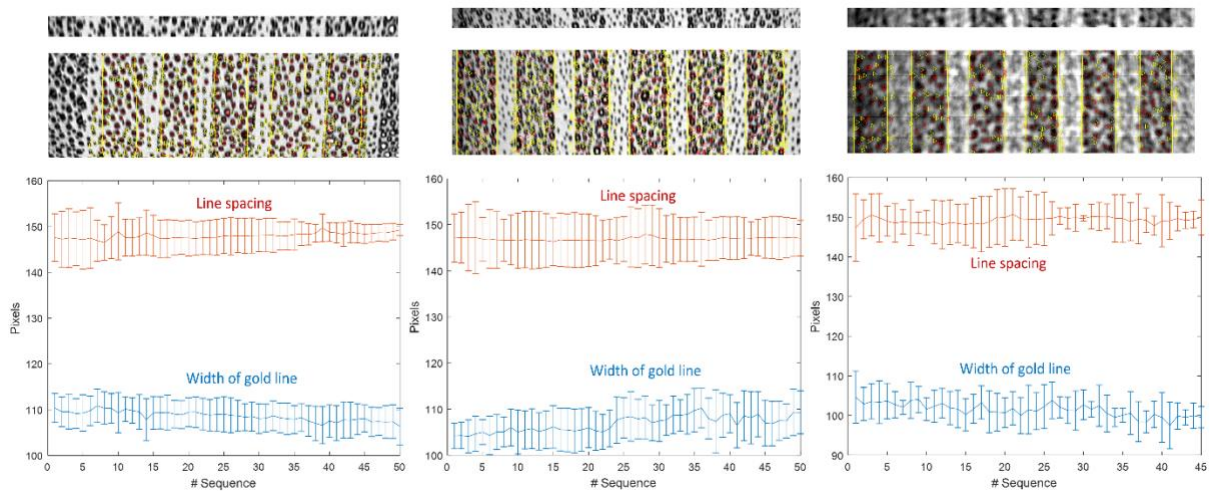 160
150
140
130
120
110
100
0 5 10 15 20 25 30 35 40 45 50
Pixels
# Sequence
Line spacing
Width of gold line
160
150
140
130
120
110
100
0 5 10 15 20 25 30 35 40 45 50
Pixels
# Sequence
Line spacing
Width of gold line
160
150
140
130
120
110
100
90
0 5 10 15 20 25 30 35 40 45
Pixels
# Sequence
Line spacing
Width of gold line